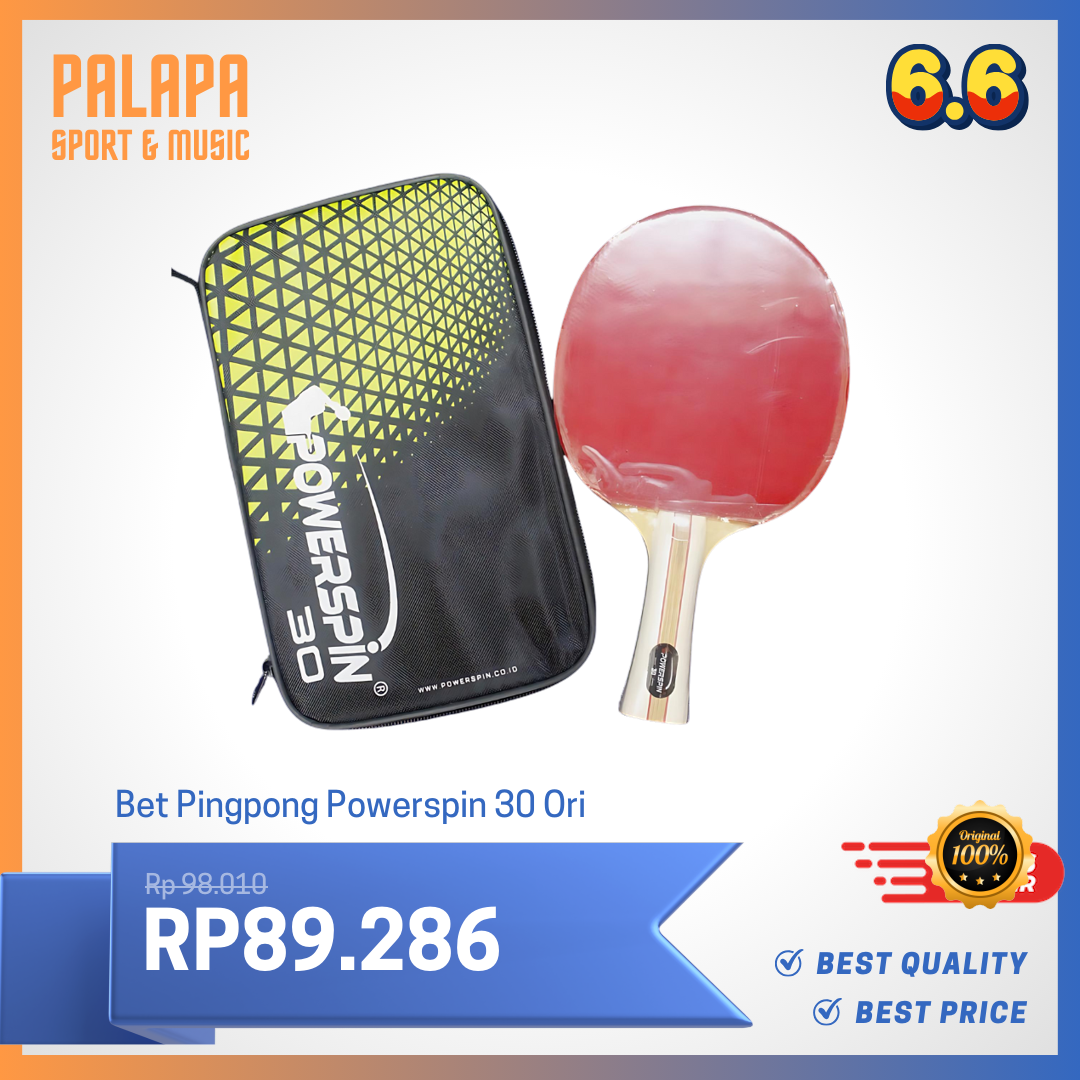 PALAPA
SPORT & MUSIC
6.6
POWERSPIN
30
®
WWW POWERSPIN.CO.ID
POWERSPIN
30
Bet Pingpong Powerspin 30 Ori
Rp 98.010
RP89.286
Original
100%
BEST QUALITY
BEST PRICE